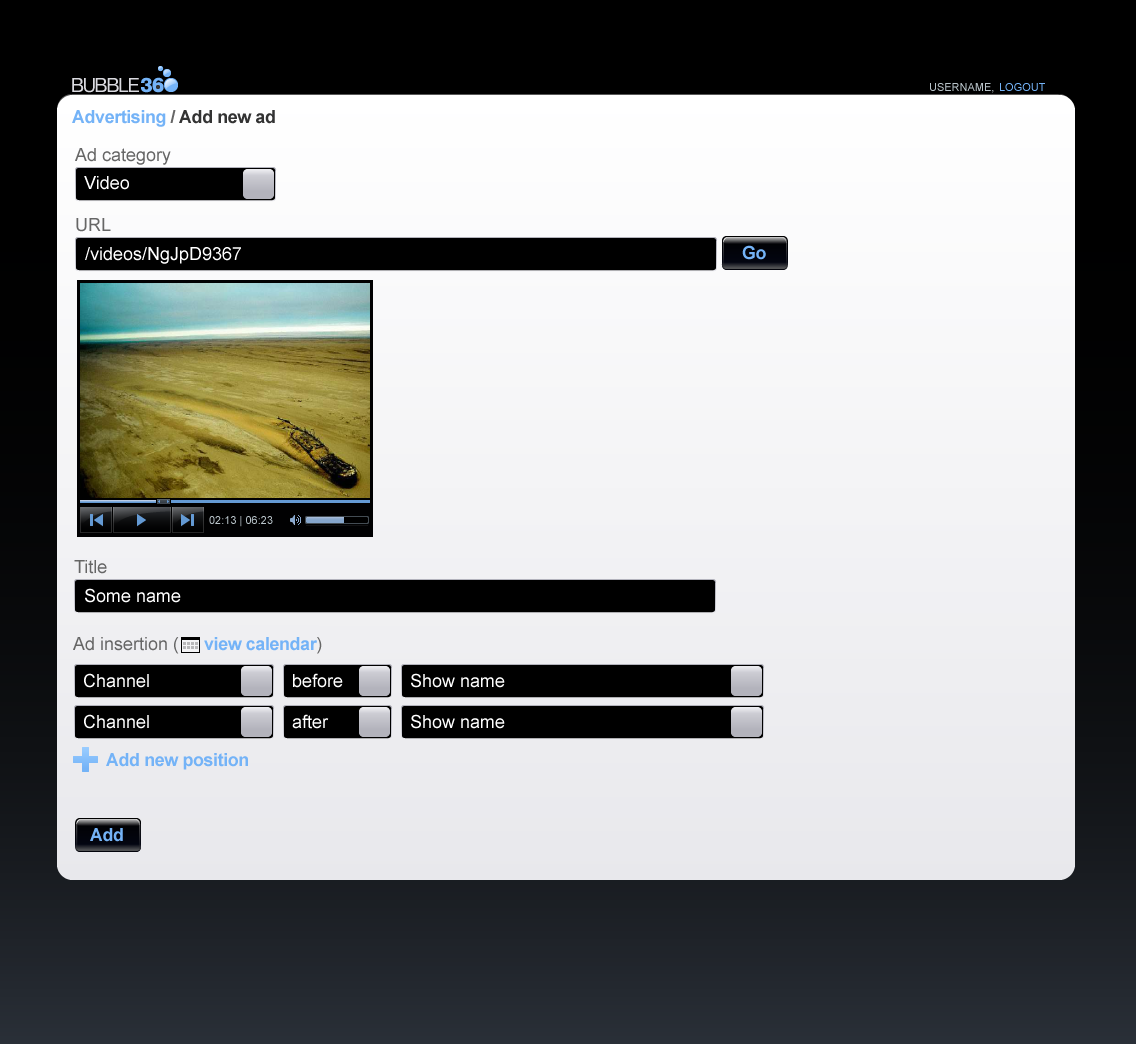 BUBBLE360
USERNAME, LOGOUT
Advertising / Add new ad
Ad category
Video
URL
/videos/NgJpD9367
Go
02:13 | 06:23
Title
Some name
Ad insertion (view calendar)
Channel before Show name
Channel after Show name
Add new position
Add